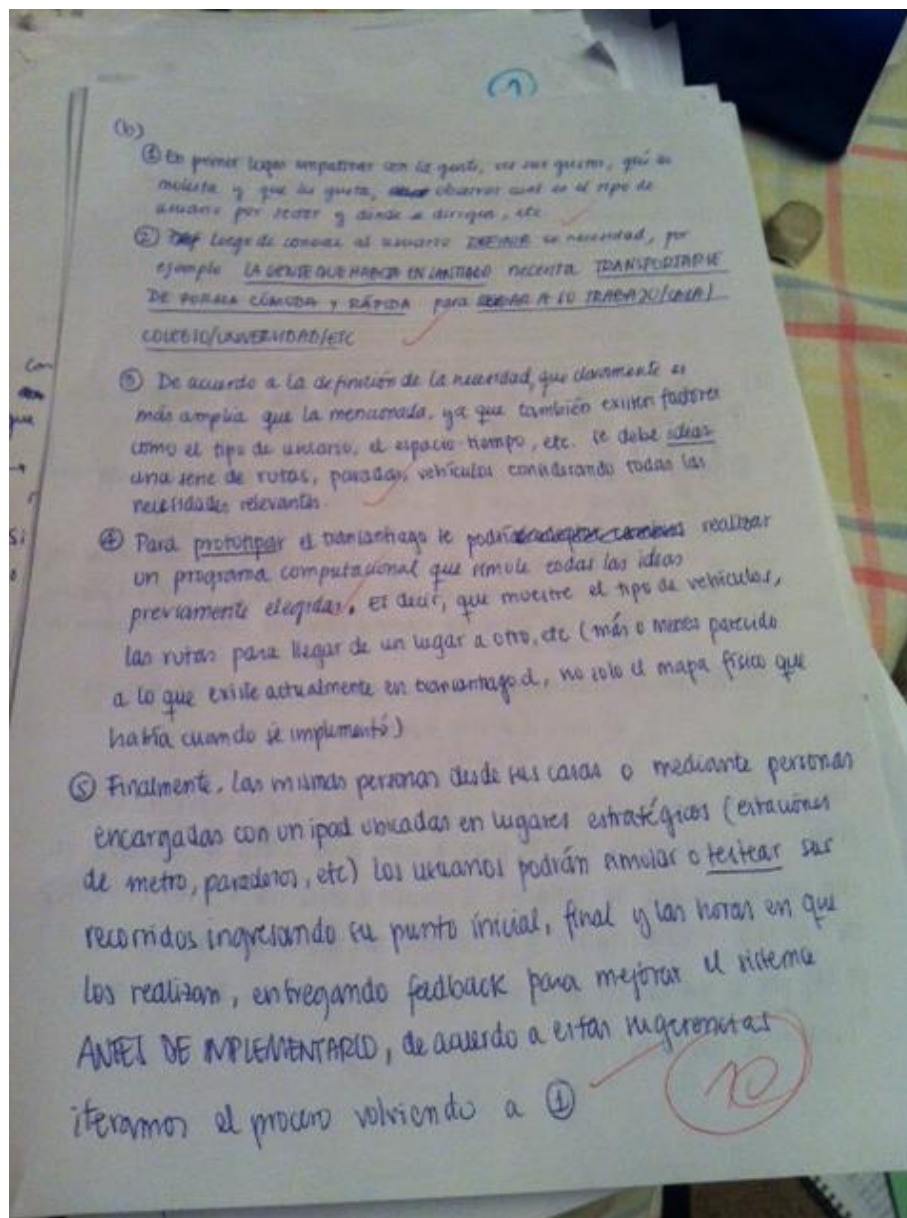 (b)
① En primer lugar empatizar con la gente, ver sus gustos, qué es
molesta y que les gusta, observar cual es el tipo de
usuario por sector y dónde se dirigen, etc
② Luego de conocer al usuario DEFINIR su necesidad, por
ejemplo LA GENTE QUE HABITA EN SANTIAGO necesita TRANSPORTARSE
DE FORMA CÓMODA Y RÁPIDA para LLEGAR A SU TRABAJO/CASA/
COLEGIO/UNIVERSIDAD/ETC
③ De acuerdo a la definición de la necesidad, que claramente es
más amplia que la mencionada, ya que también existen factores
como el tipo de usuario, el espacio tiempo, etc. se debe idear
una serie de rutas, paradas, vehículos considerando todas las
necesidades relevantes.
④ Para prototipar el transantiago se podría realizar
un programa computacional que simule todas las ideas
previamente elegidas. Es decir, que muestre el tipo de vehículos,
las rutas para llegar de un lugar a otro, etc (más o menos parecido
a lo que existe actualmente en transantiago, no solo el mapa físico que
había cuando se implementó)
⑤ Finalmente, las mismas personas desde sus casas o mediante personas
encargadas con un ipad ubicadas en lugares estratégicos (estaciones
de metro, paraderos, etc) los usuarios podrán simular o testear sus
recorridos ingresando su punto inicial, final y las horas en que
los realizan, entregando feedback para mejorar el sistema
ANTES DE IMPLEMENTARLO, de acuerdo a estas sugerencias
iteramos el proceso volviendo a ①
10